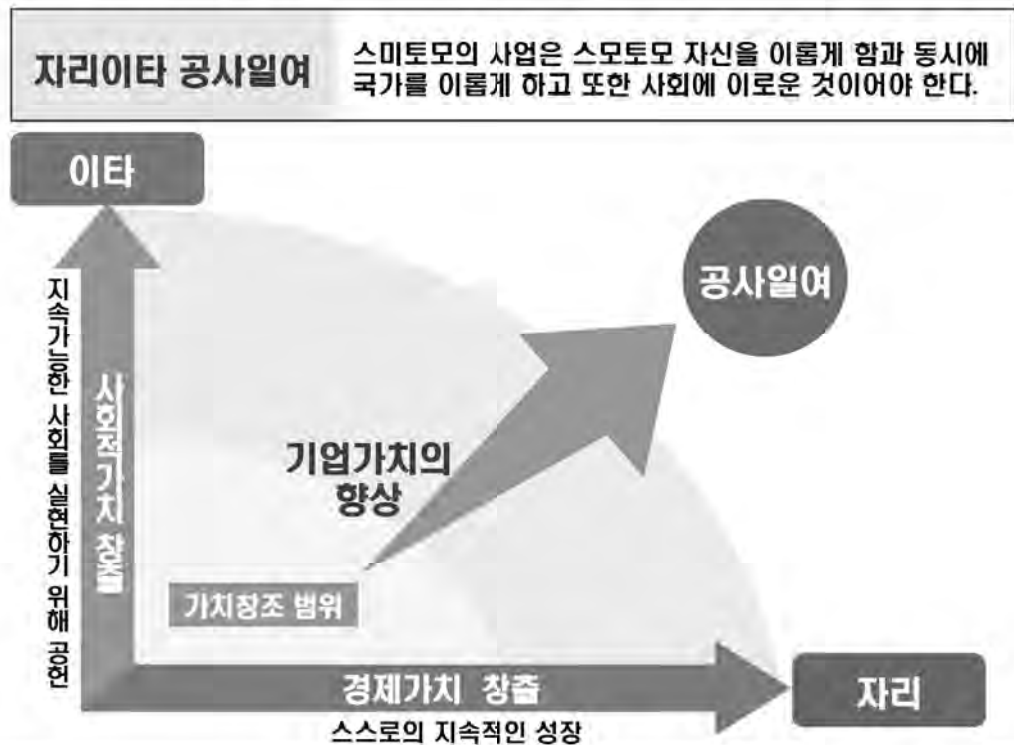 자리이타 공사일여
스미토모의 사업은 스모토모 자신을 이롭게 함과 동시에
국가를 이롭게 하고 또한 사회에 이로운 것이어야 한다.
이타
공사일여
지속가능한 사회를 실현하기 위해 공헌
사회적가치 창출
기업가치의
향상
가치창조 범위
경제가치 창출
스스로의 지속적인 성장
자리